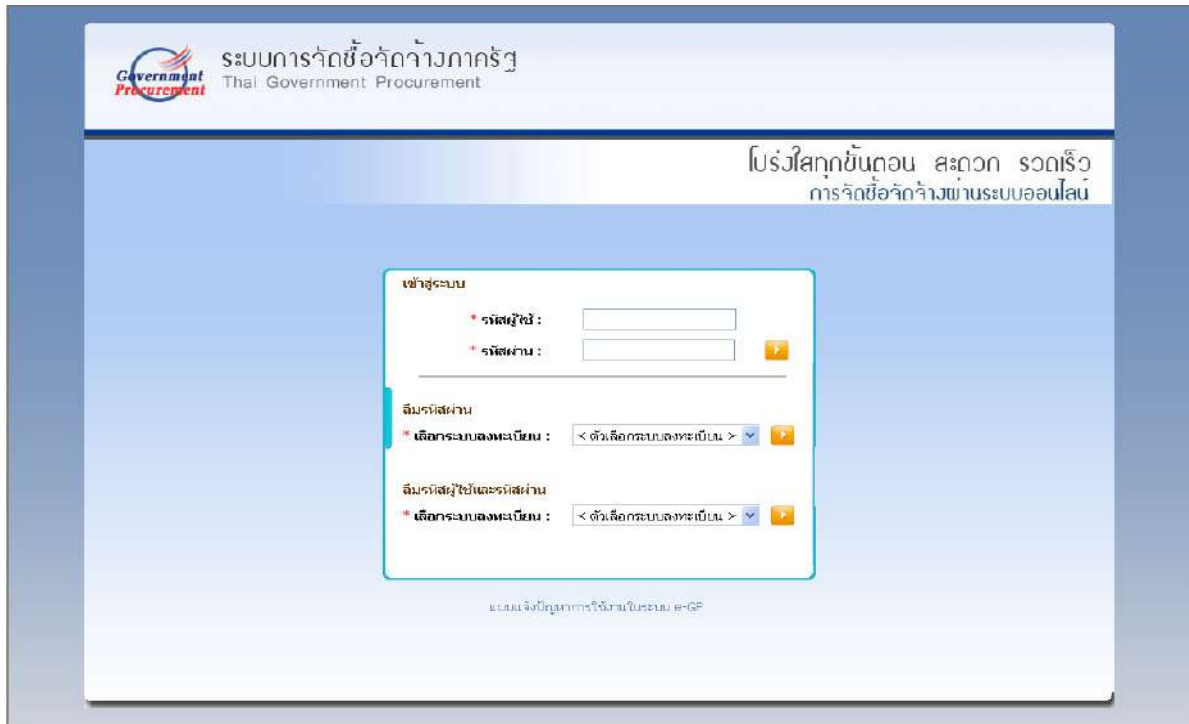 ระบบการจัดซื้อจัดจ้างภาครัฐ
Government
Procurement
Thai Government Procurement
โปร่งใสทุกขั้นตอน สะดวก รวดเร็ว
การจัดซื้อจัดจ้างผ่านระบบออนไลน์
เข้าสู่ระบบ
* รหัสผู้ใช้ :
* รหัสผ่าน :
ลืมรหัสผ่าน
* เลือกระบบลงทะเบียน : < ตัวเลือกระบบลงทะเบียน >
ลืมรหัสผู้ใช้และรหัสผ่าน
* เลือกระบบลงทะเบียน : < ตัวเลือกระบบลงทะเบียน >
แบบแจ้งปัญหาการใช้งานในระบบ e-GP